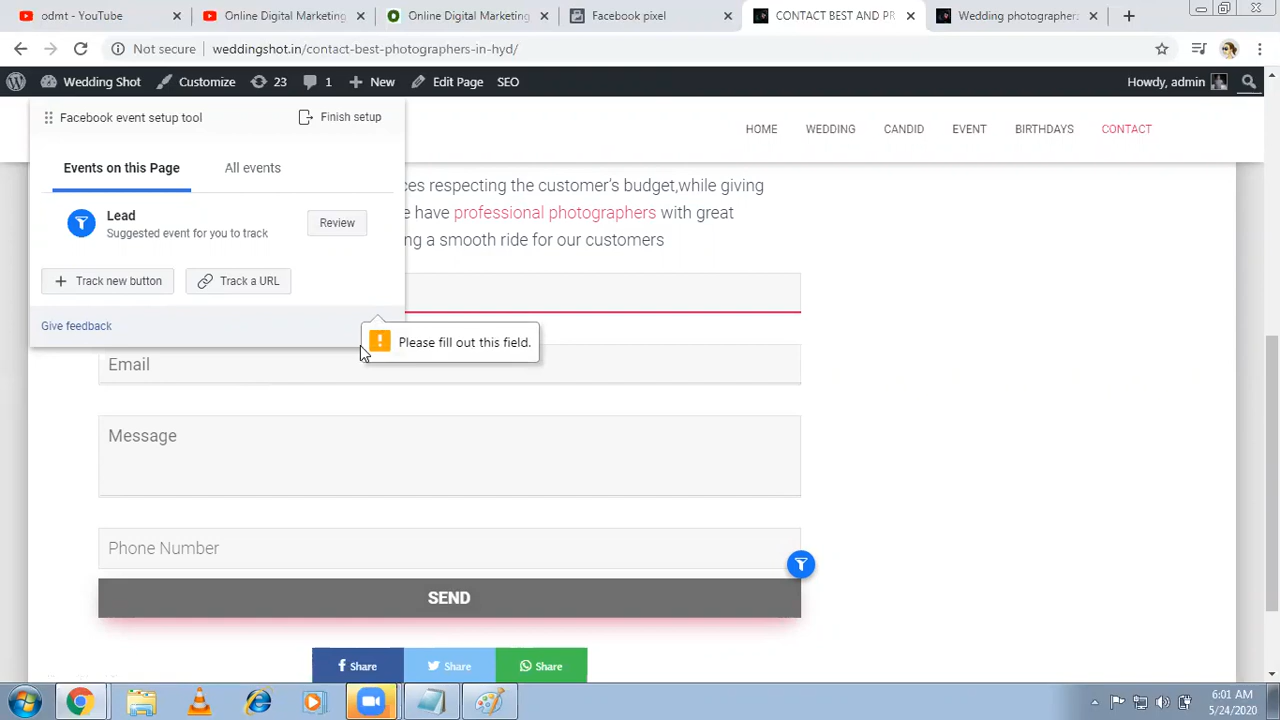 odrnt - YouTube
Online Digital Marketing
Online Digital Marketing
Facebook pixel
CONTACT BEST AND PR
Wedding photographers
Not secure
weddingshot.in/contact-best-photographers-in-hyd/
Wedding Shot
Customize
23
1
New
Edit Page
SEO
Howdy, admin
Facebook event setup tool
Finish setup
HOME
WEDDING
CANDID
EVENT
BIRTHDAYS
CONTACT
Events on this Page
All events
ces respecting the customer's budget,while giving
e have professional photographers with great
ng a smooth ride for our customers
Lead
Suggested event for you to track
Review
Track new button
Track a URL
Give feedback
Please fill out this field.
Email
Message
Phone Number
SEND
Share
Share
Share
6:01 AM
5/24/2020